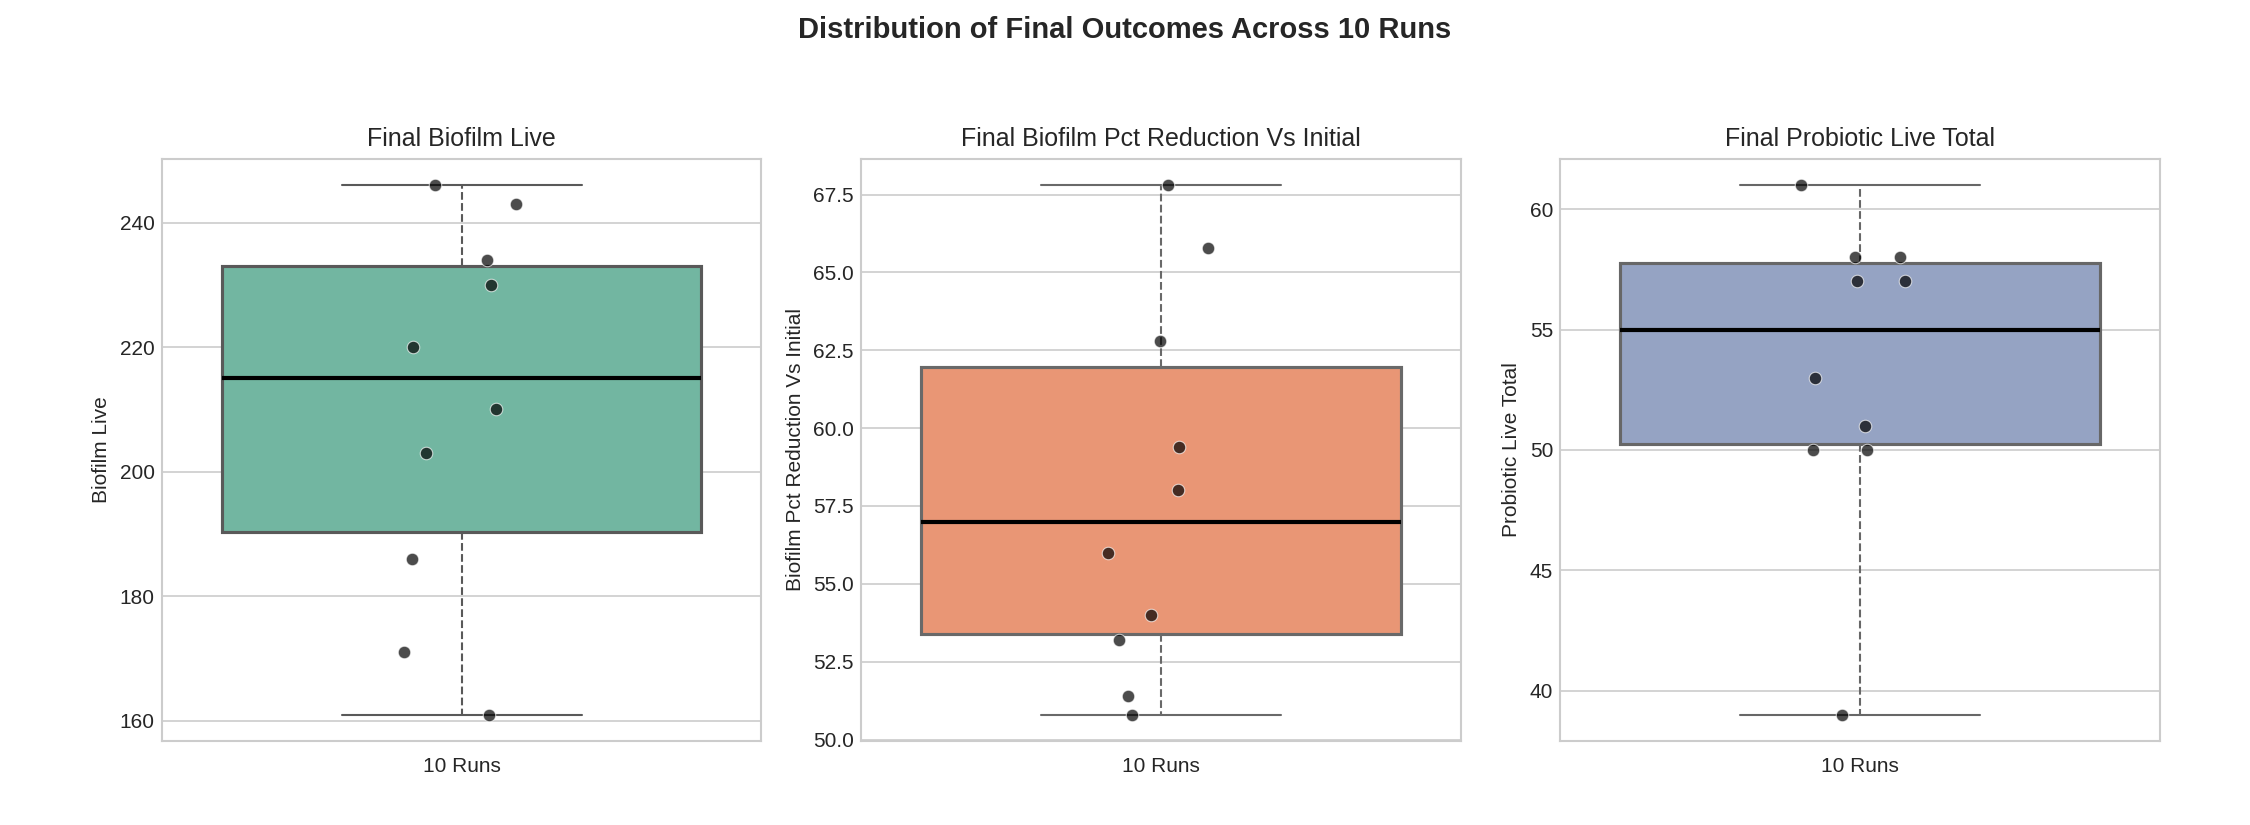 Distribution of Final Outcomes Across 10 Runs
Final Biofilm Live
Biofilm Live
240
220
200
180
160
10 Runs
Final Biofilm Pct Reduction Vs Initial
Biofilm Pct Reduction Vs Initial
67.5
65.0
62.5
60.0
57.5
55.0
52.5
50.0
10 Runs
Final Probiotic Live Total
Probiotic Live Total
60
55
50
45
40
10 Runs